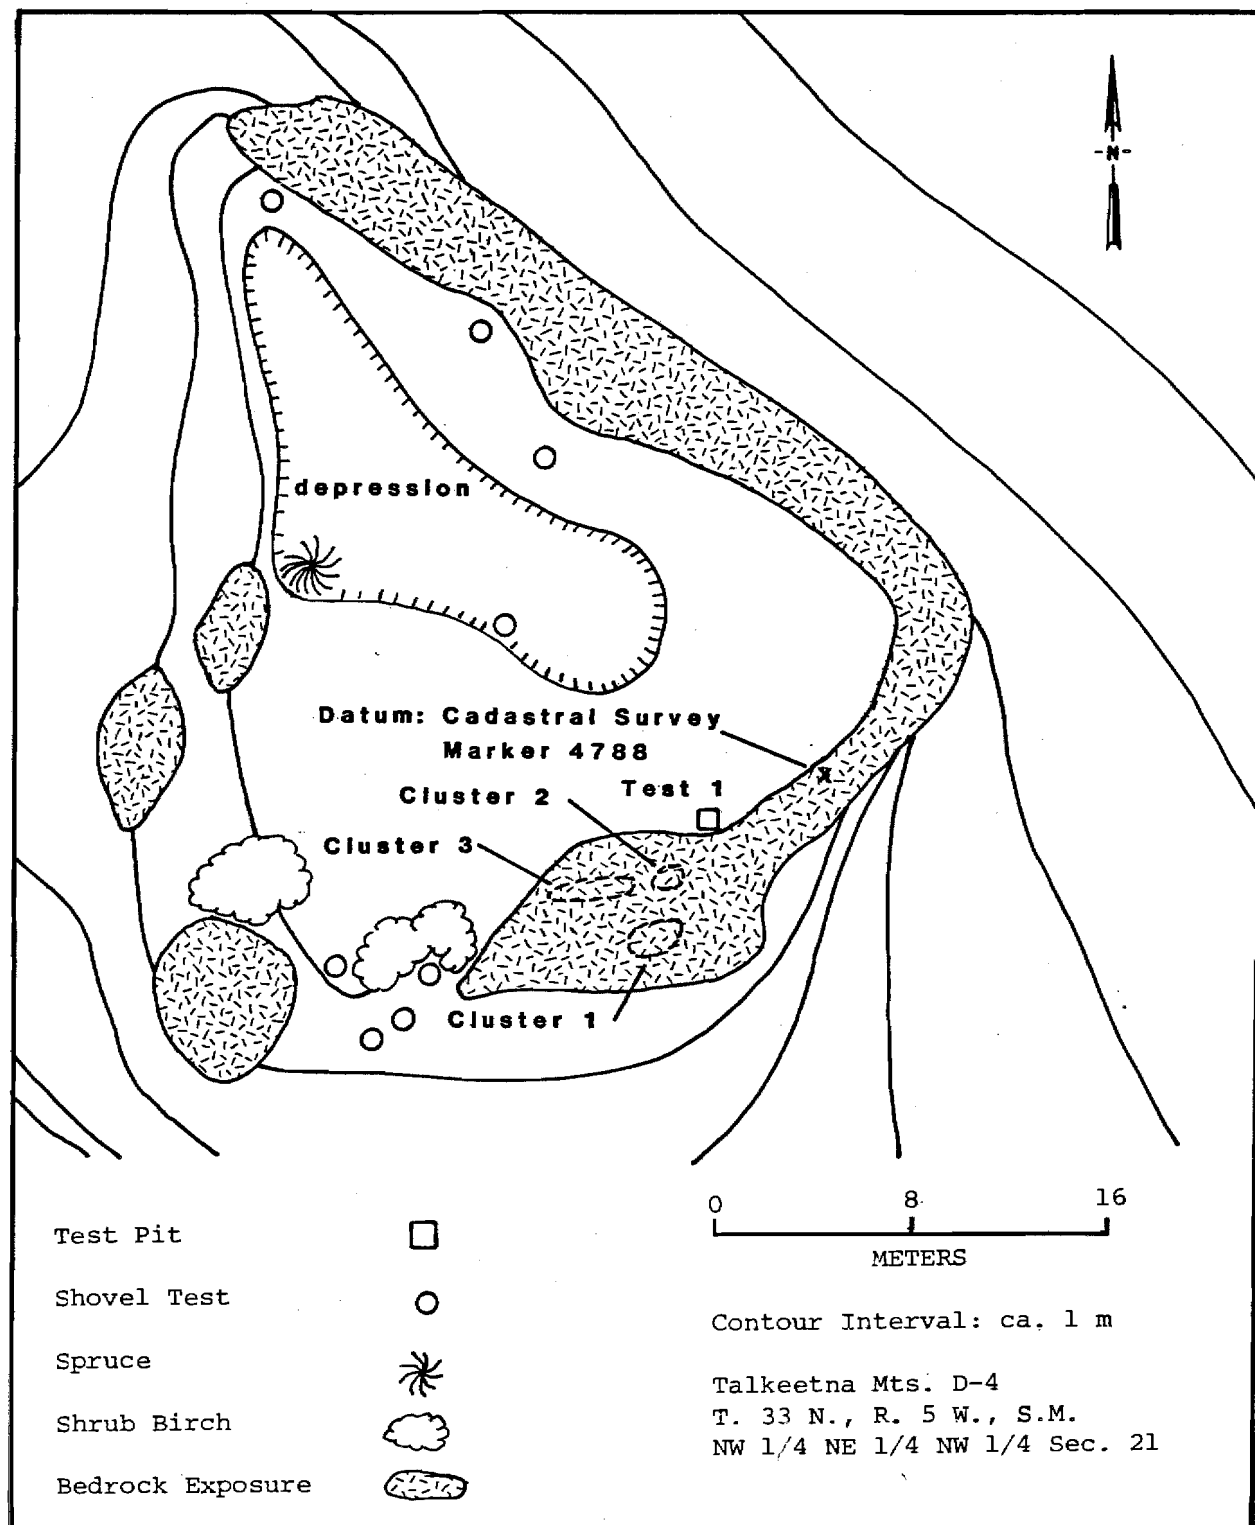 N
depression
Datum: Cadastral Survey
Marker 4788
Test 1
Cluster 2
Cluster 3
Cluster 1
0 8 16
METERS
Test Pit
Shovel Test
Spruce
Shrub Birch
Bedrock Exposure
Contour Interval: ca. 1 m
Talkeetna Mts. D-4
T. 33 N., R. 5 W., S.M.
NW 1/4 NE 1/4 NW 1/4 Sec. 21